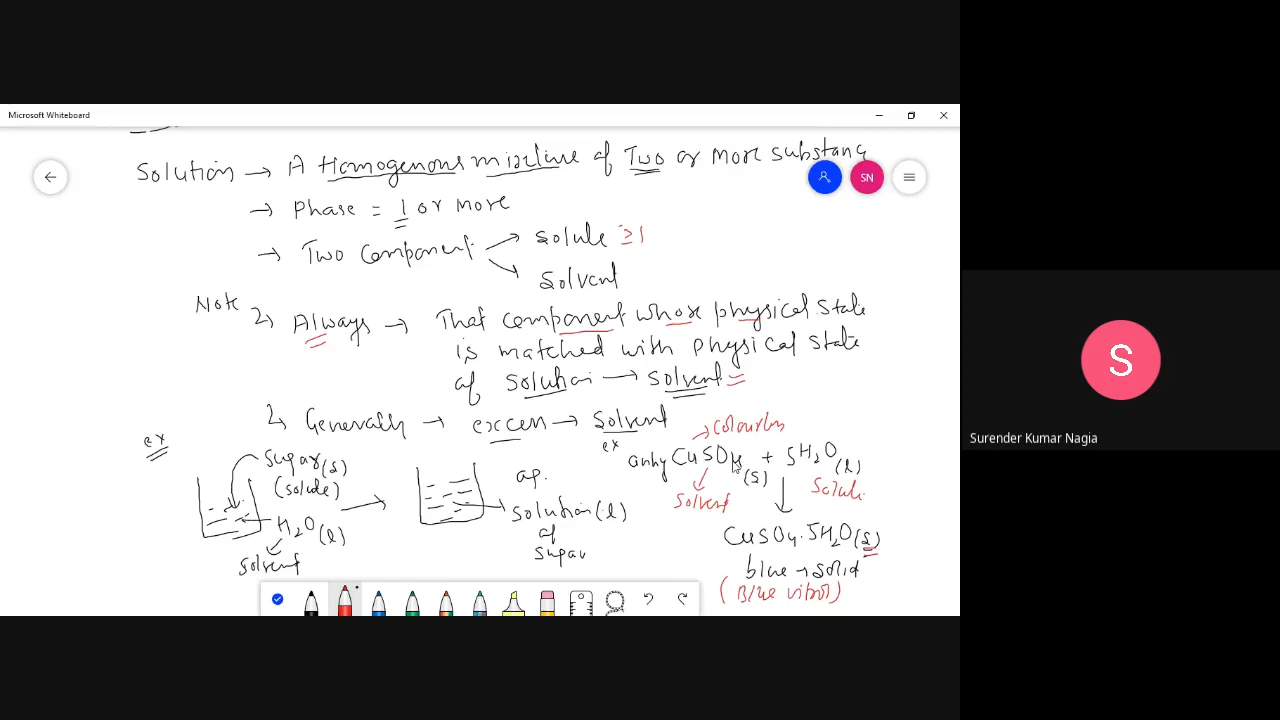 Microsoft Whiteboard
Solution → A Homogenous mixture of Two or more substanc
SN
→ Phase = 1 or more
→ Two Component
Solute ≥1
Solvent
Note
Always → That component whose physical State
is matched with physical State
of Solution → Solvent =
Generally → excess → Solvent
ex
Sugar(s)
(Solute)
H2O(l)
Solvent
aq.
Solution(l)
of
Sugar
ex
→ Colourless
anhy CuSO4(s) + 5H2O(l)
Solvent
Solute
CuSO4.5H2O(s)
blue → solid
(Blue vitrol)
S
Surender Kumar Nagia